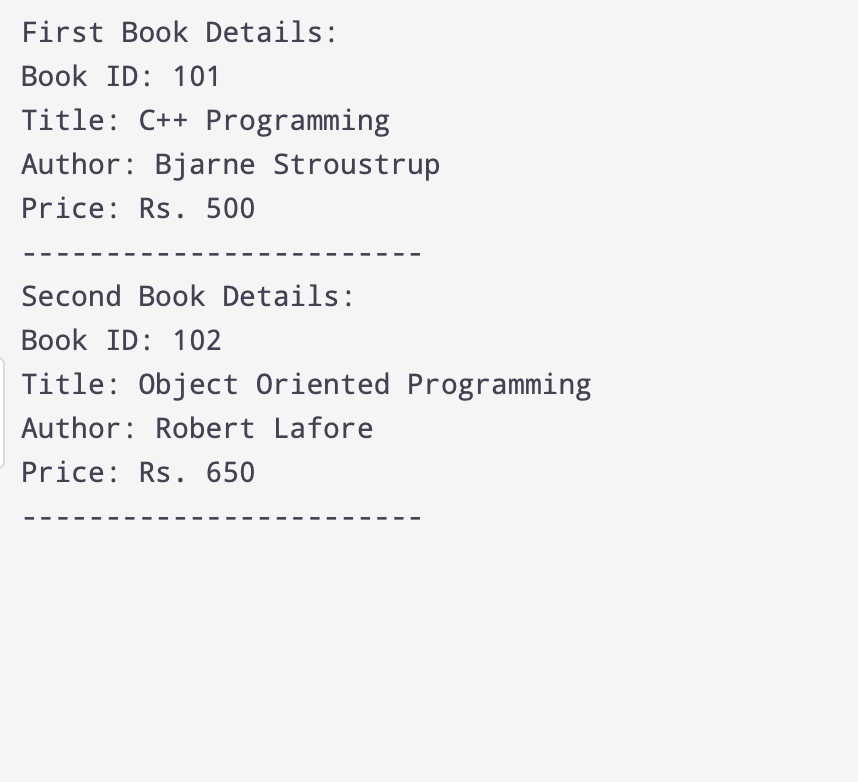 First Book Details:
Book ID: 101
Title: C++ Programming
Author: Bjarne Stroustrup
Price: Rs. 500
------------------------
Second Book Details:
Book ID: 102
Title: Object Oriented Programming
Author: Robert Lafore
Price: Rs. 650
------------------------